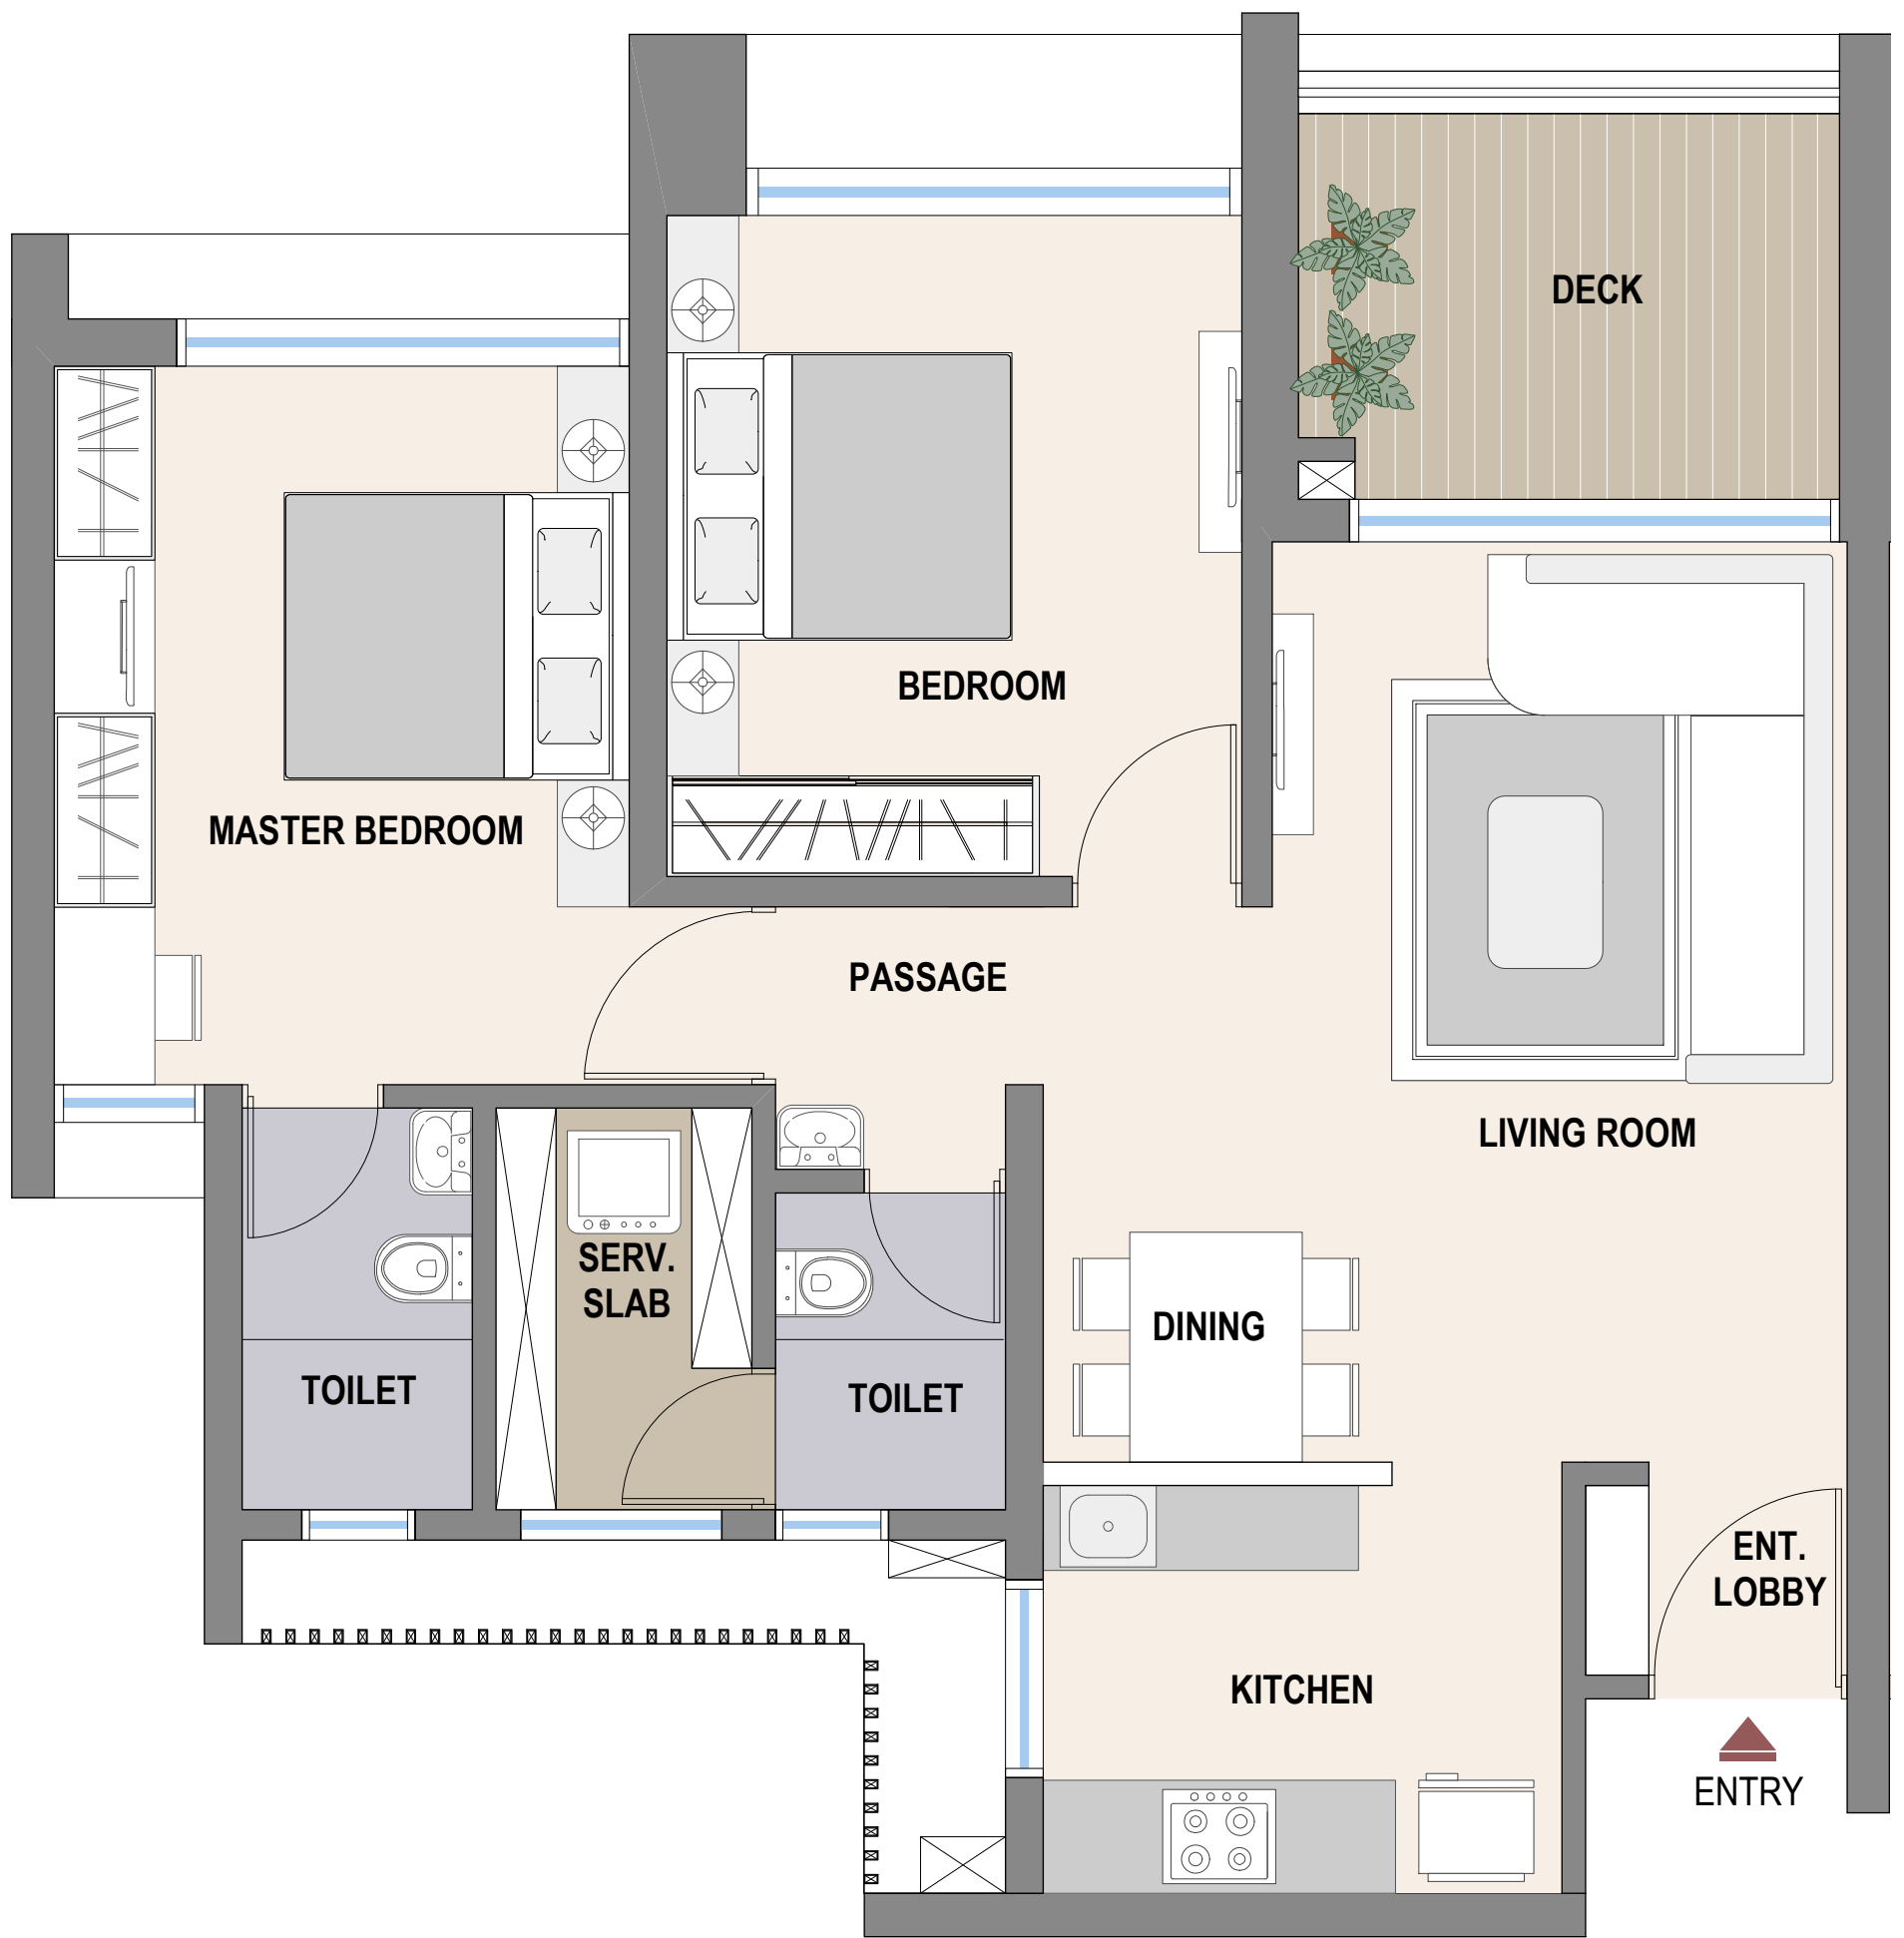 DECK
BEDROOM
MASTER BEDROOM
PASSAGE
LIVING ROOM
SERV.
SLAB
DINING
TOILET
TOILET
ENT.
LOBBY
KITCHEN
ENTRY